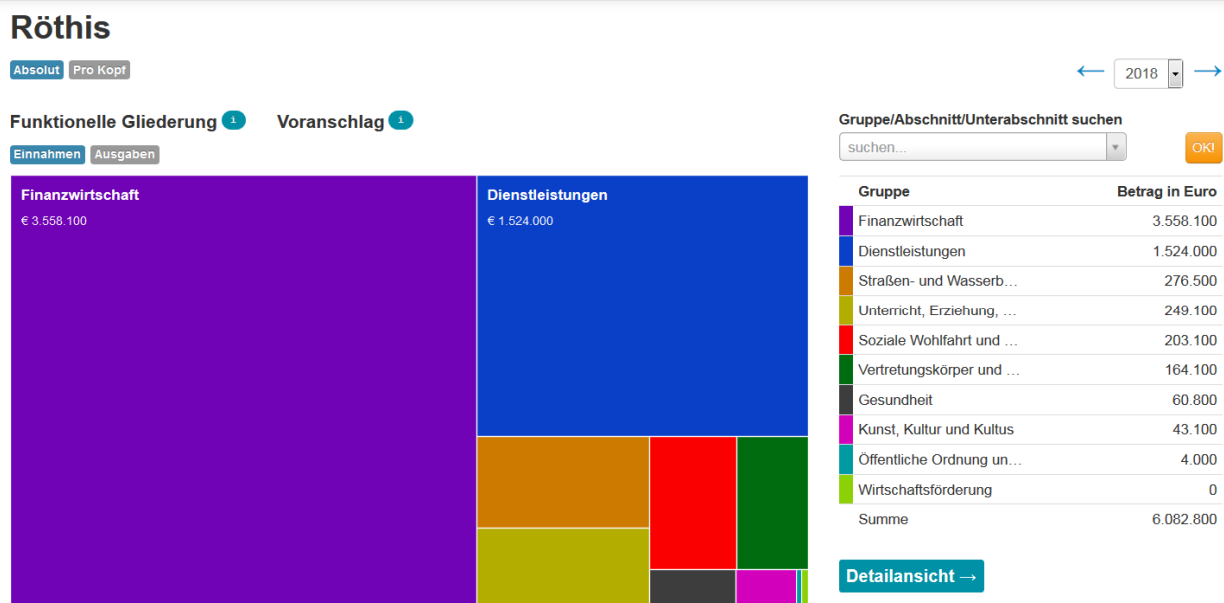 Röthis
Absolut Pro Kopf
← 2018 →
Funktionelle Gliederung i Voranschlag i
Einnahmen Ausgaben
Finanzwirtschaft
€ 3.558.100
Dienstleistungen
€ 1.524.000
Gruppe/Abschnitt/Unterabschnitt suchen
suchen... OK!
Gruppe Betrag in Euro
Finanzwirtschaft 3.558.100
Dienstleistungen 1.524.000
Straßen- und Wasserb… 276.500
Unterricht, Erziehung, … 249.100
Soziale Wohlfahrt und … 203.100
Vertretungskörper und … 164.100
Gesundheit 60.800
Kunst, Kultur und Kultus 43.100
Öffentliche Ordnung un… 4.000
Wirtschaftsförderung 0
Summe 6.082.800
Detailansicht →